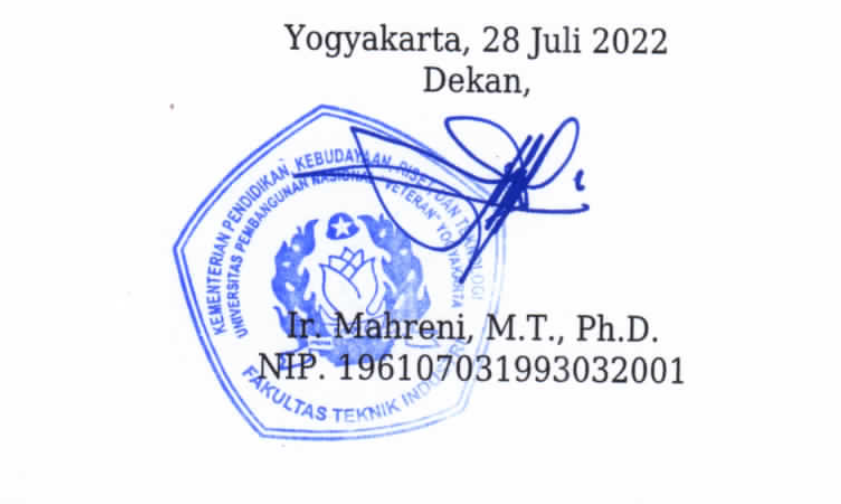 Yogyakarta, 28 Juli 2022
Dekan,
KEMENTERIAN PENDIDIKAN, KEBUDAYAAN, RISET, DAN TEKNOLOGI
UNIVERSITAS PEMBANGUNAN NASIONAL "VETERAN" YOGYAKARTA
Ir. Mahreni, M.T., Ph.D.
NIP. 196107031993032001
FAKULTAS TEKNIK INDUSTRI